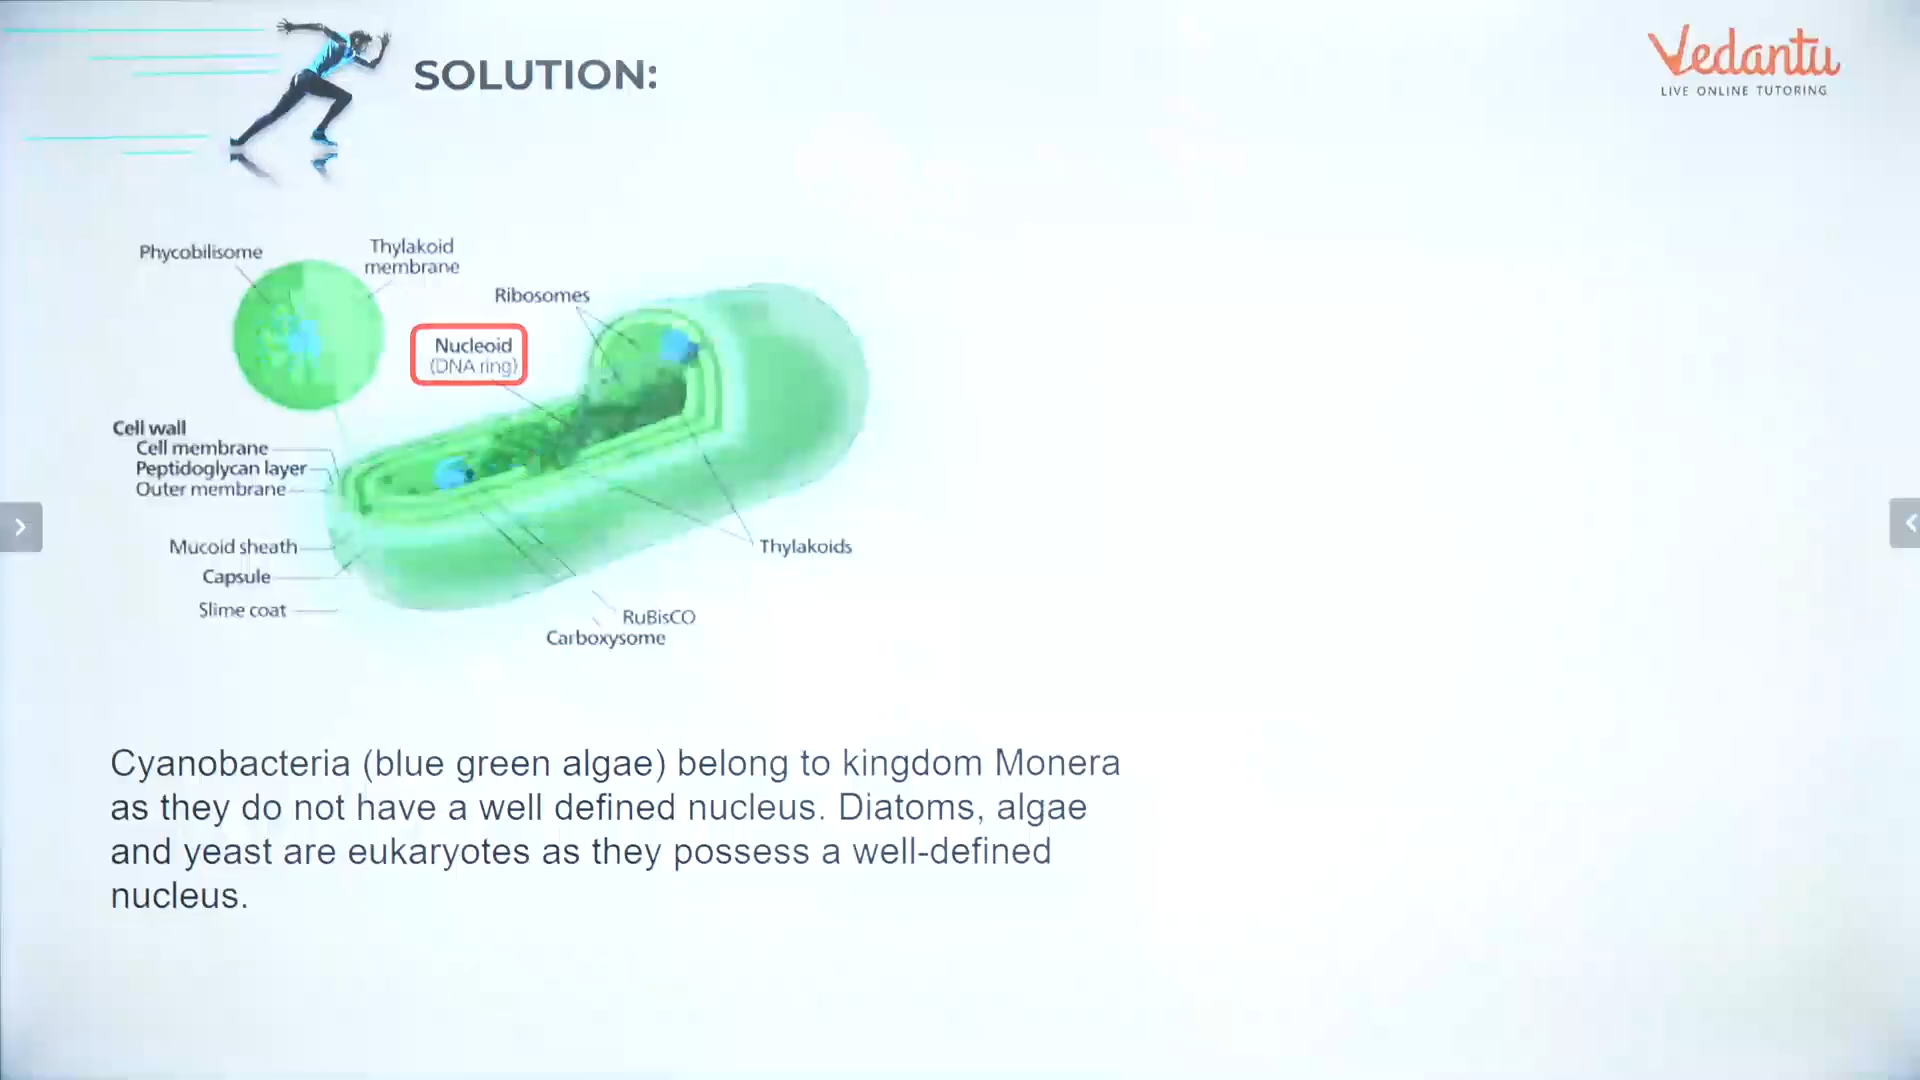 SOLUTION:
Vedantu
LIVE ONLINE TUTORING
Phycobilisome
Thylakoid
membrane
Ribosomes
Nucleoid
(DNA ring)
Cell wall
Cell membrane
Peptidoglycan layer
Outer membrane
Mucoid sheath
Capsule
Slime coat
Thylakoids
RuBisCO
Carboxysome
Cyanobacteria (blue green algae) belong to kingdom Monera
as they do not have a well defined nucleus. Diatoms, algae
and yeast are eukaryotes as they possess a well-defined
nucleus.